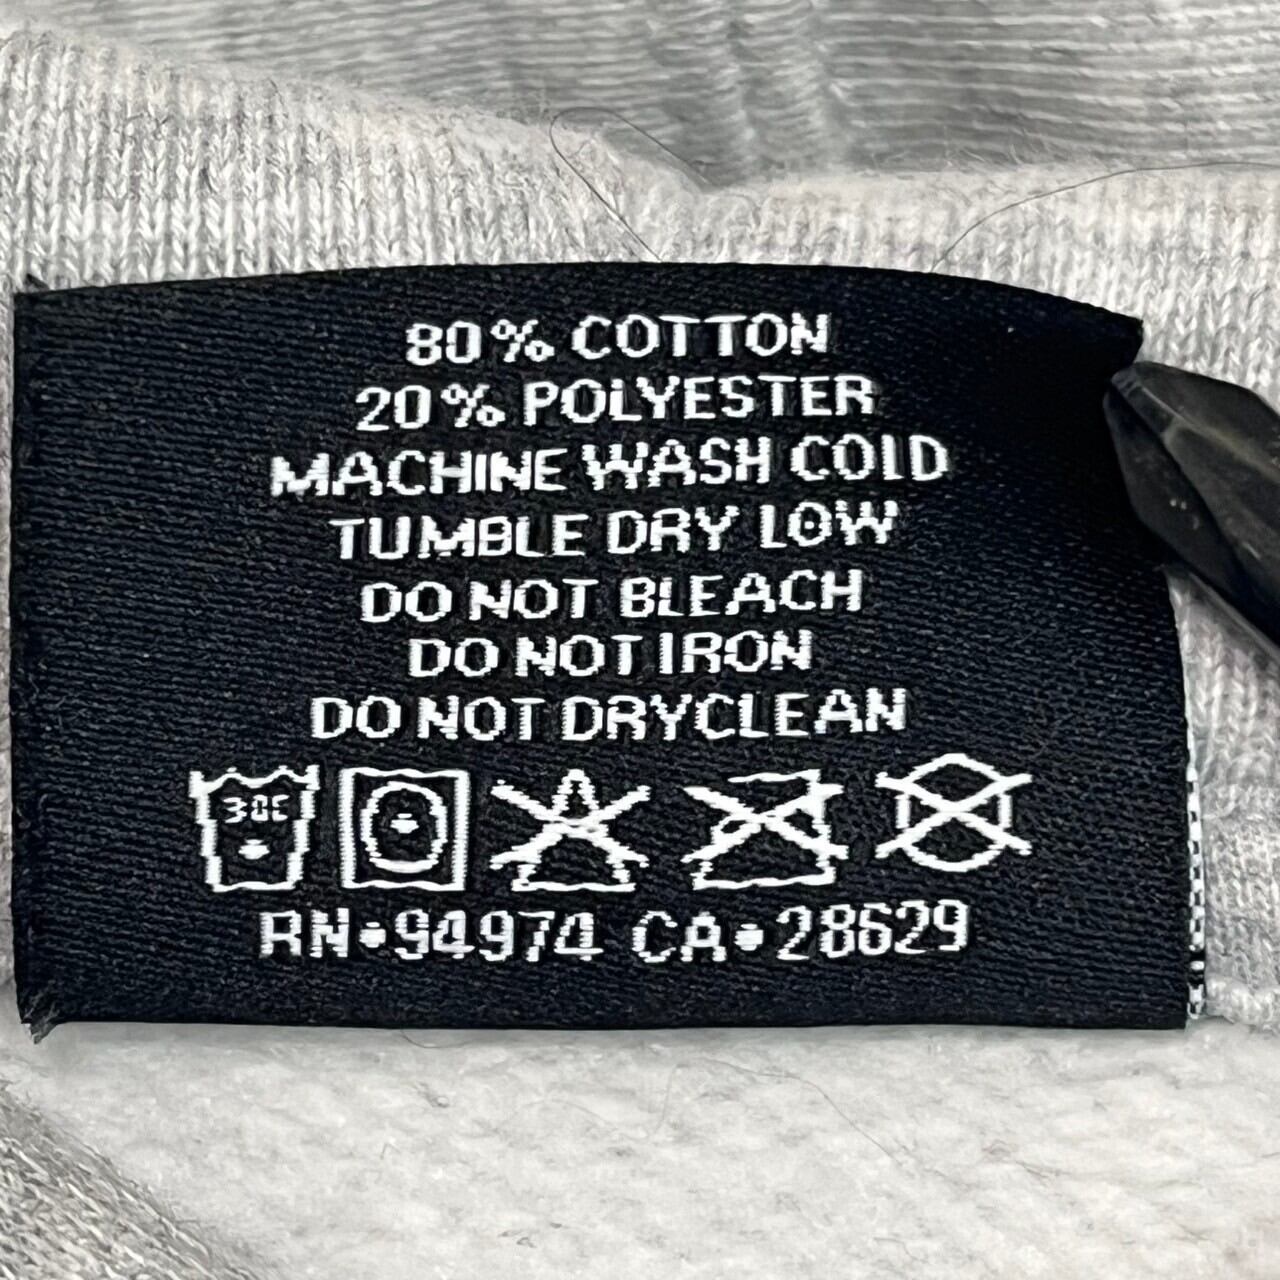 80% COTTON
20% POLYESTER
MACHINE WASH COLD
TUMBLE DRY LOW
DO NOT BLEACH
DO NOT IRON
DO NOT DRYCLEAN
30C
RN•94974 CA•28629